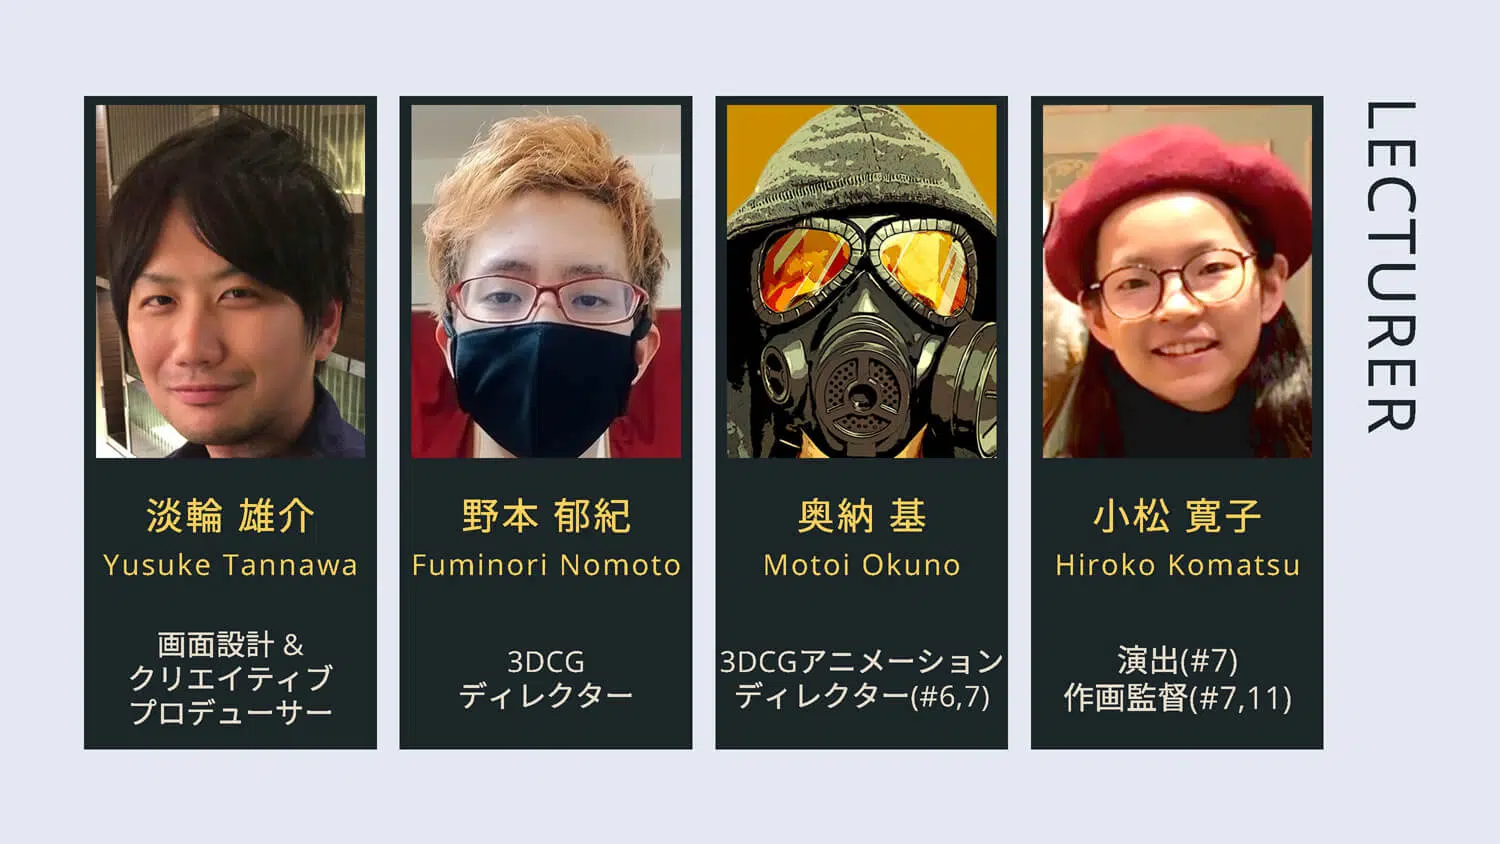 LECTURER
淡輪 雄介
Yusuke Tannawa
画面設計 &
クリエイティブ
プロデューサー
野本 郁紀
Fuminori Nomoto
3DCG
ディレクター
奥納 基
Motoi Okuno
3DCGアニメーション
ディレクター(#6,7)
小松 寛子
Hiroko Komatsu
演出(#7)
作画監督(#7,11)